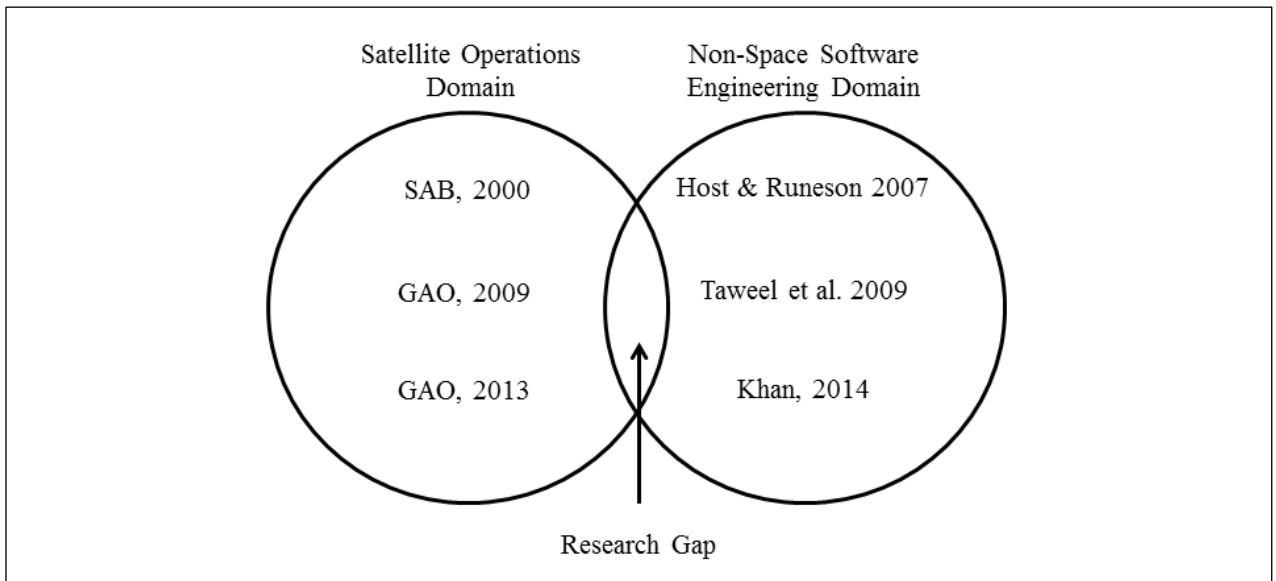 Satellite Operations
Domain
Non-Space Software
Engineering Domain
SAB, 2000
Host & Runeson 2007
GAO, 2009
Taweel et al. 2009
GAO, 2013
Khan, 2014
Research Gap